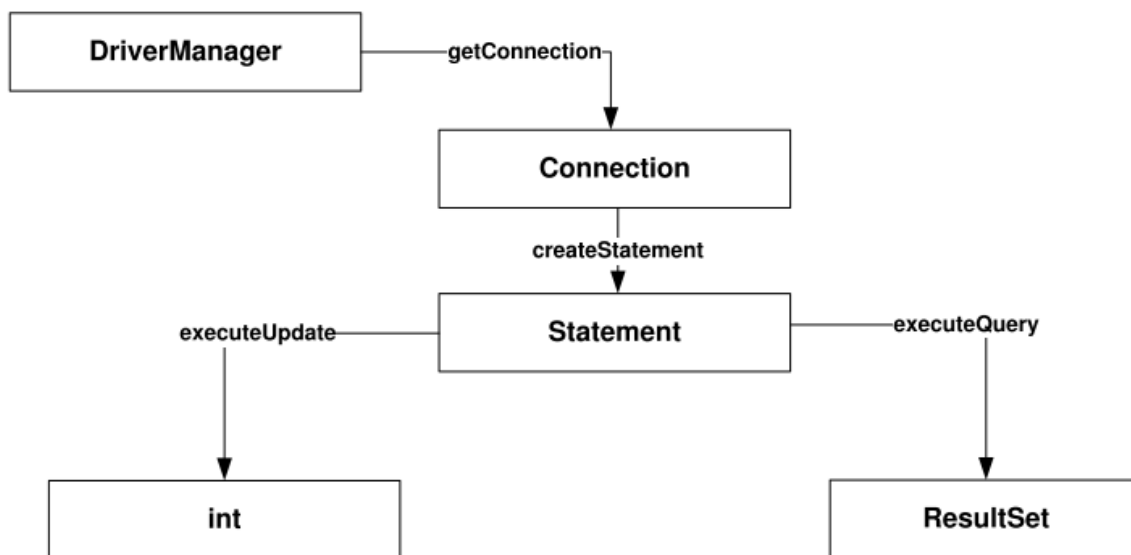 DriverManager
getConnection
Connection
createStatement
executeUpdate
Statement
executeQuery
int
ResultSet